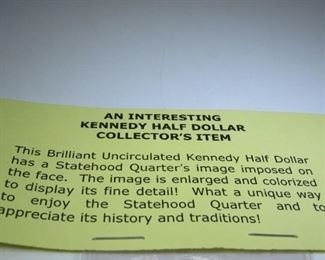 AN INTERESTING
KENNEDY HALF DOLLAR
COLLECTOR'S ITEM
This Brilliant Uncirculated Kennedy Half Dollar
has a Statehood Quarter's image imposed on
the face. The image is enlarged and colorized
to display its fine detail! What a unique way
to enjoy the Statehood Quarter and to
appreciate its history and traditions!